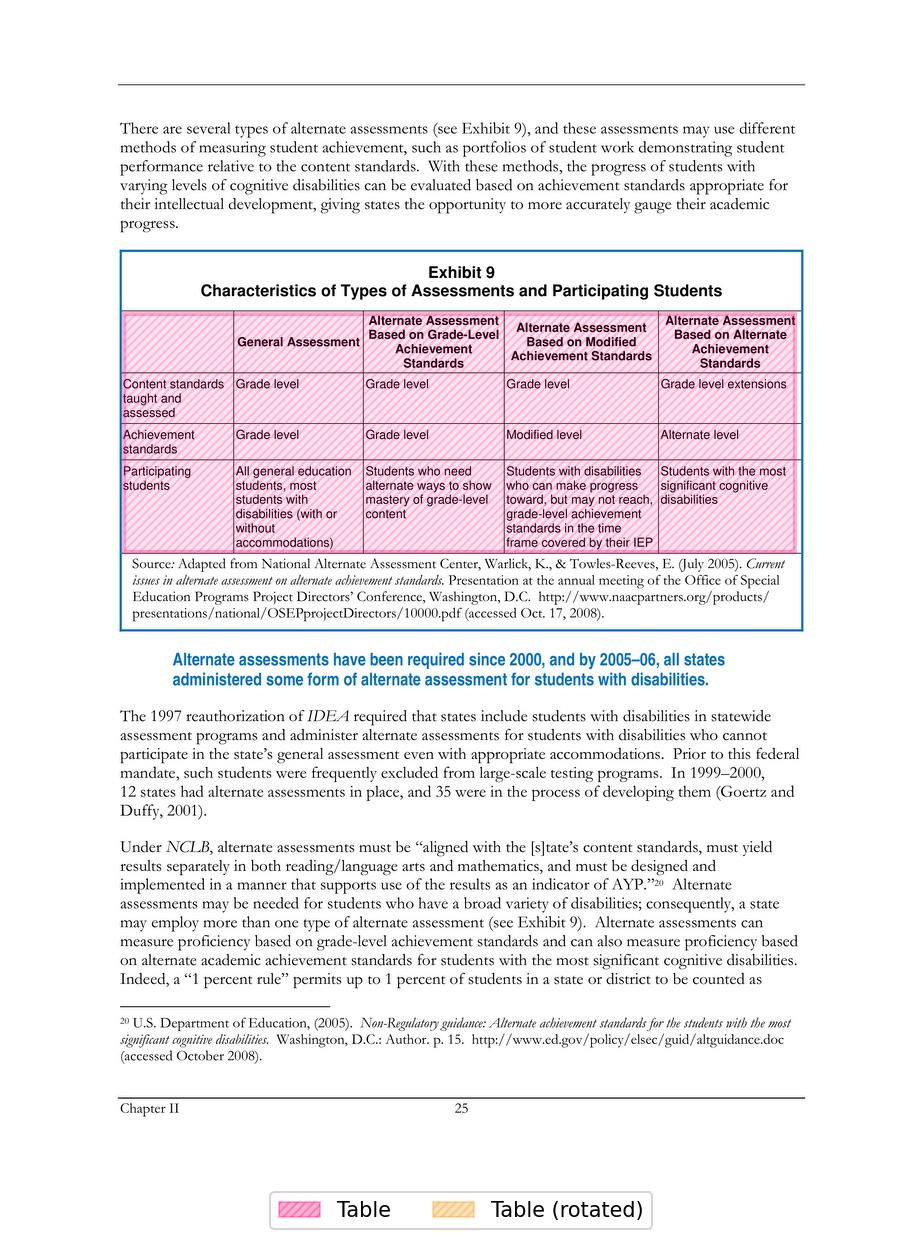 There are several types of alternate assessments (see Exhibit 9), and these assessments may use different
methods of measuring student achievement, such as portfolios of student work demonstrating student
performance relative to the content standards.  With these methods, the progress of students with
varying levels of cognitive disabilities can be evaluated based on achievement standards appropriate for
their intellectual development, giving states the opportunity to more accurately gauge their academic
progress.
Exhibit 9
Characteristics of Types of Assessments and Participating Students
General Assessment
Alternate Assessment
Based on Grade-Level
Achievement
Standards
Alternate Assessment
Based on Modified
Achievement Standards
Alternate Assessment
Based on Alternate
Achievement
Standards
Content standards
taught and
assessed
Grade level
Grade level
Grade level
Grade level extensions
Achievement
standards
Grade level
Grade level
Modified level
Alternate level
Participating
students
All general education
students, most
students with
disabilities (with or
without
accommodations)
Students who need
alternate ways to show
mastery of grade-level
content
Students with disabilities
who can make progress
toward, but may not reach,
grade-level achievement
standards in the time
frame covered by their IEP
Students with the most
significant cognitive
disabilities
Source: Adapted from National Alternate Assessment Center, Warlick, K., & Towles-Reeves, E. (July 2005). Current
issues in alternate assessment on alternate achievement standards. Presentation at the annual meeting of the Office of Special
Education Programs Project Directors' Conference, Washington, D.C.  http://www.naacpartners.org/products/
presentations/national/OSEPprojectDirectors/10000.pdf (accessed Oct. 17, 2008).
Alternate assessments have been required since 2000, and by 2005–06, all states
administered some form of alternate assessment for students with disabilities.
The 1997 reauthorization of IDEA required that states include students with disabilities in statewide
assessment programs and administer alternate assessments for students with disabilities who cannot
participate in the state's general assessment even with appropriate accommodations.  Prior to this federal
mandate, such students were frequently excluded from large-scale testing programs.  In 1999–2000,
12 states had alternate assessments in place, and 35 were in the process of developing them (Goertz and
Duffy, 2001).
Under NCLB, alternate assessments must be “aligned with the [s]tate's content standards, must yield
results separately in both reading/language arts and mathematics, and must be designed and
implemented in a manner that supports use of the results as an indicator of AYP.”20  Alternate
assessments may be needed for students who have a broad variety of disabilities; consequently, a state
may employ more than one type of alternate assessment (see Exhibit 9).  Alternate assessments can
measure proficiency based on grade-level achievement standards and can also measure proficiency based
on alternate academic achievement standards for students with the most significant cognitive disabilities.
Indeed, a “1 percent rule” permits up to 1 percent of students in a state or district to be counted as
20 U.S. Department of Education, (2005).  Non-Regulatory guidance: Alternate achievement standards for the students with the most
significant cognitive disabilities.  Washington, D.C.: Author. p. 15.  http://www.ed.gov/policy/elsec/guid/altguidance.doc
(accessed October 2008).
Chapter II 25
Table Table (rotated)